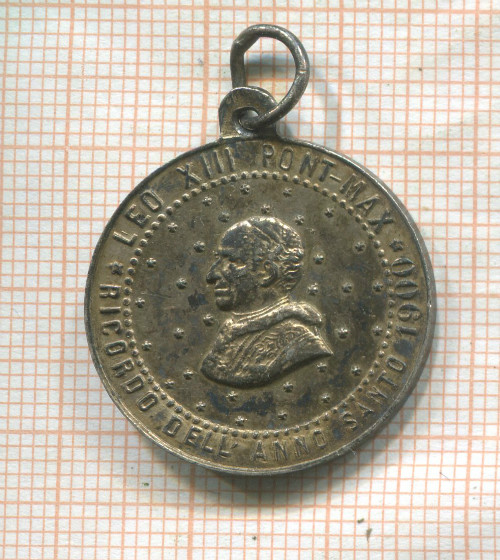 LEO XIII PONT-MAX
RICORDO DELL' ANNO SANTO 1900